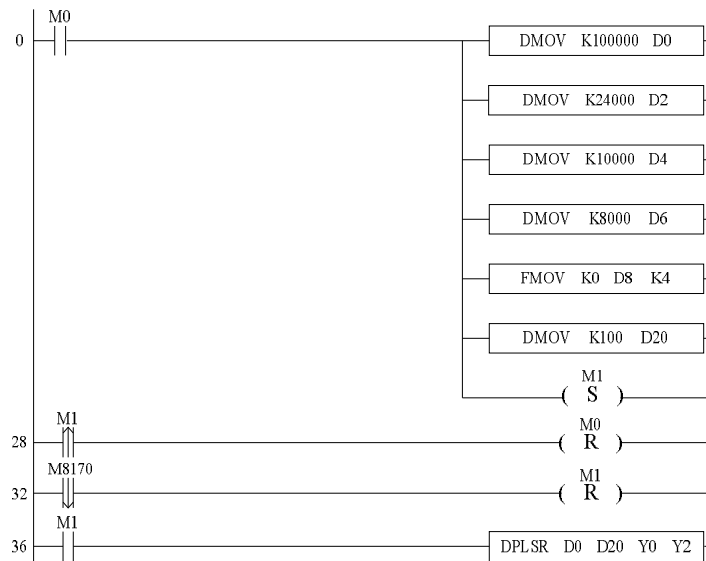 M0
0 DMOV K100000 D0
DMOV K24000 D2
DMOV K10000 D4
DMOV K8000 D6
FMOV K0 D8 K4
DMOV K100 D20
M1
( S )
M1 M0
28 ( R )
M8170 M1
32 ( R )
M1
36 DPLSR D0 D20 Y0 Y2